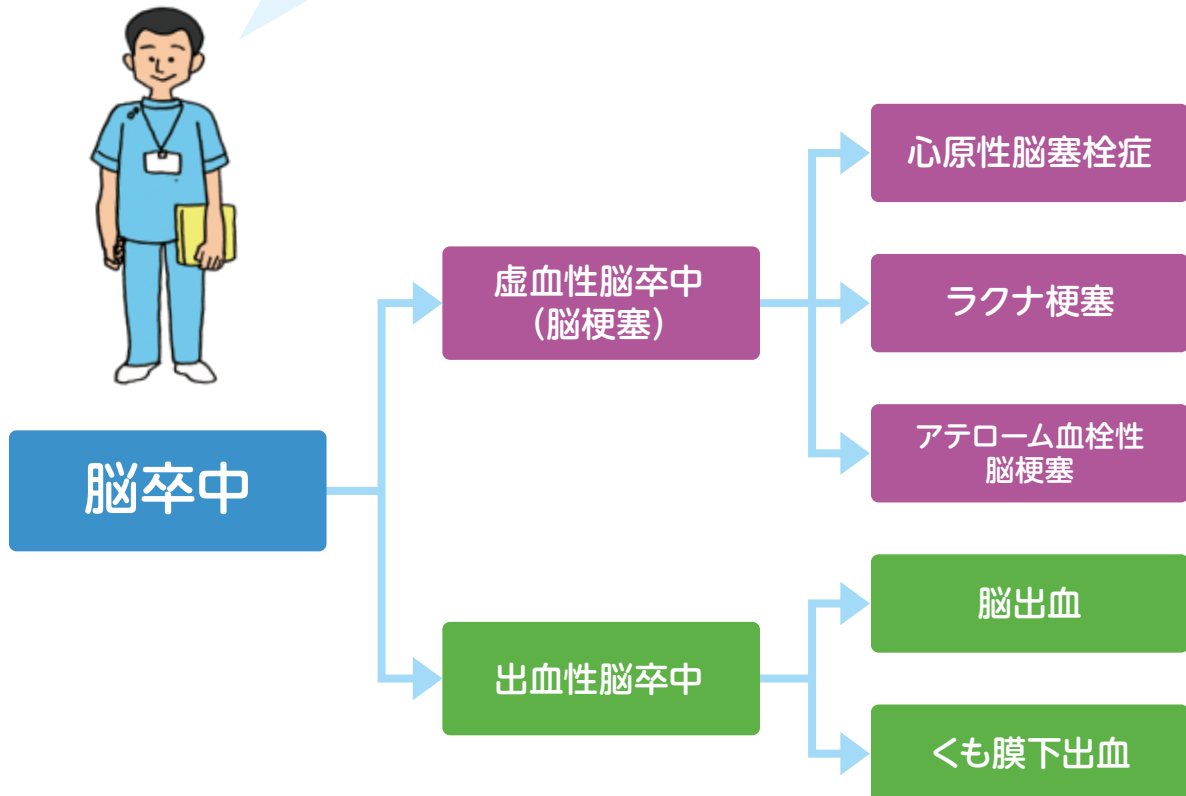 脳卒中
虚血性脳卒中
（脳梗塞）
心原性脳塞栓症
ラクナ梗塞
アテローム血栓性
脳梗塞
出血性脳卒中
脳出血
くも膜下出血